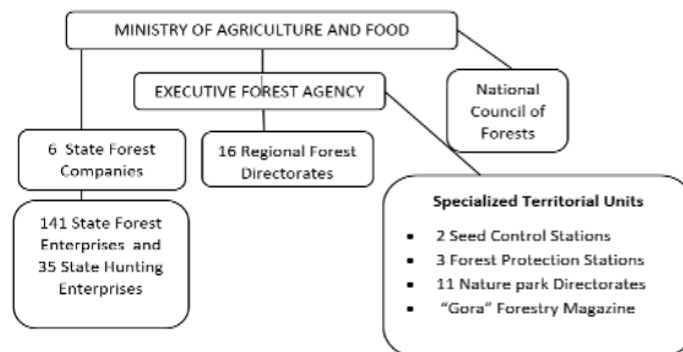 MINISTRY OF AGRICULTURE AND FOOD
EXECUTIVE FOREST AGENCY
National
Council of
Forests
6 State Forest
Companies
16 Regional Forest
Directorates
141 State Forest
Enterprises and
35 State Hunting
Enterprises
Specialized Territorial Units
• 2 Seed Control Stations
• 3 Forest Protection Stations
• 11 Nature park Directorates
• “Gora” Forestry Magazine